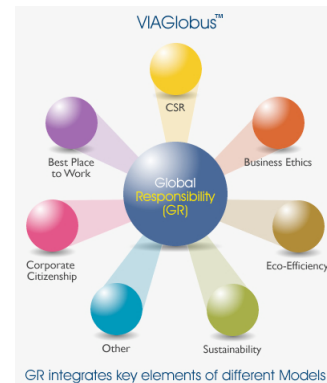 VIAGlobus™
CSR
Best Place
to Work
Business Ethics
Global
Responsibility
(GR)
Corporate
Citizenship
Eco-Efficiency
Other
Sustainability
GR integrates key elements of different Models